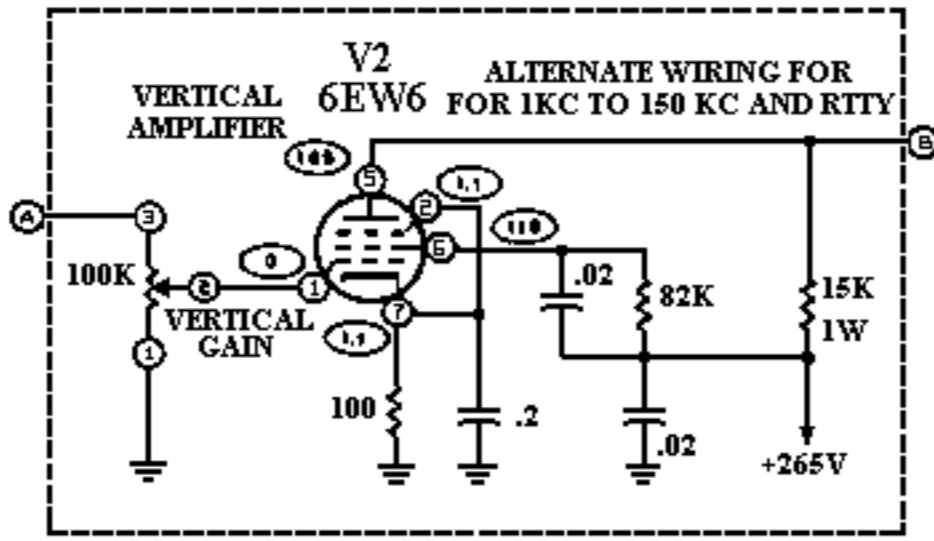 V2
6EW6
VERTICAL
AMPLIFIER
ALTERNATE WIRING FOR
FOR 1KC TO 150 KC AND RTTY
B
5
1.1
2
A
3
110
6
0
100K
2
1
.02
82K
15K
1W
VERTICAL
GAIN
7
1.1
1
100
.2
.02
+265V